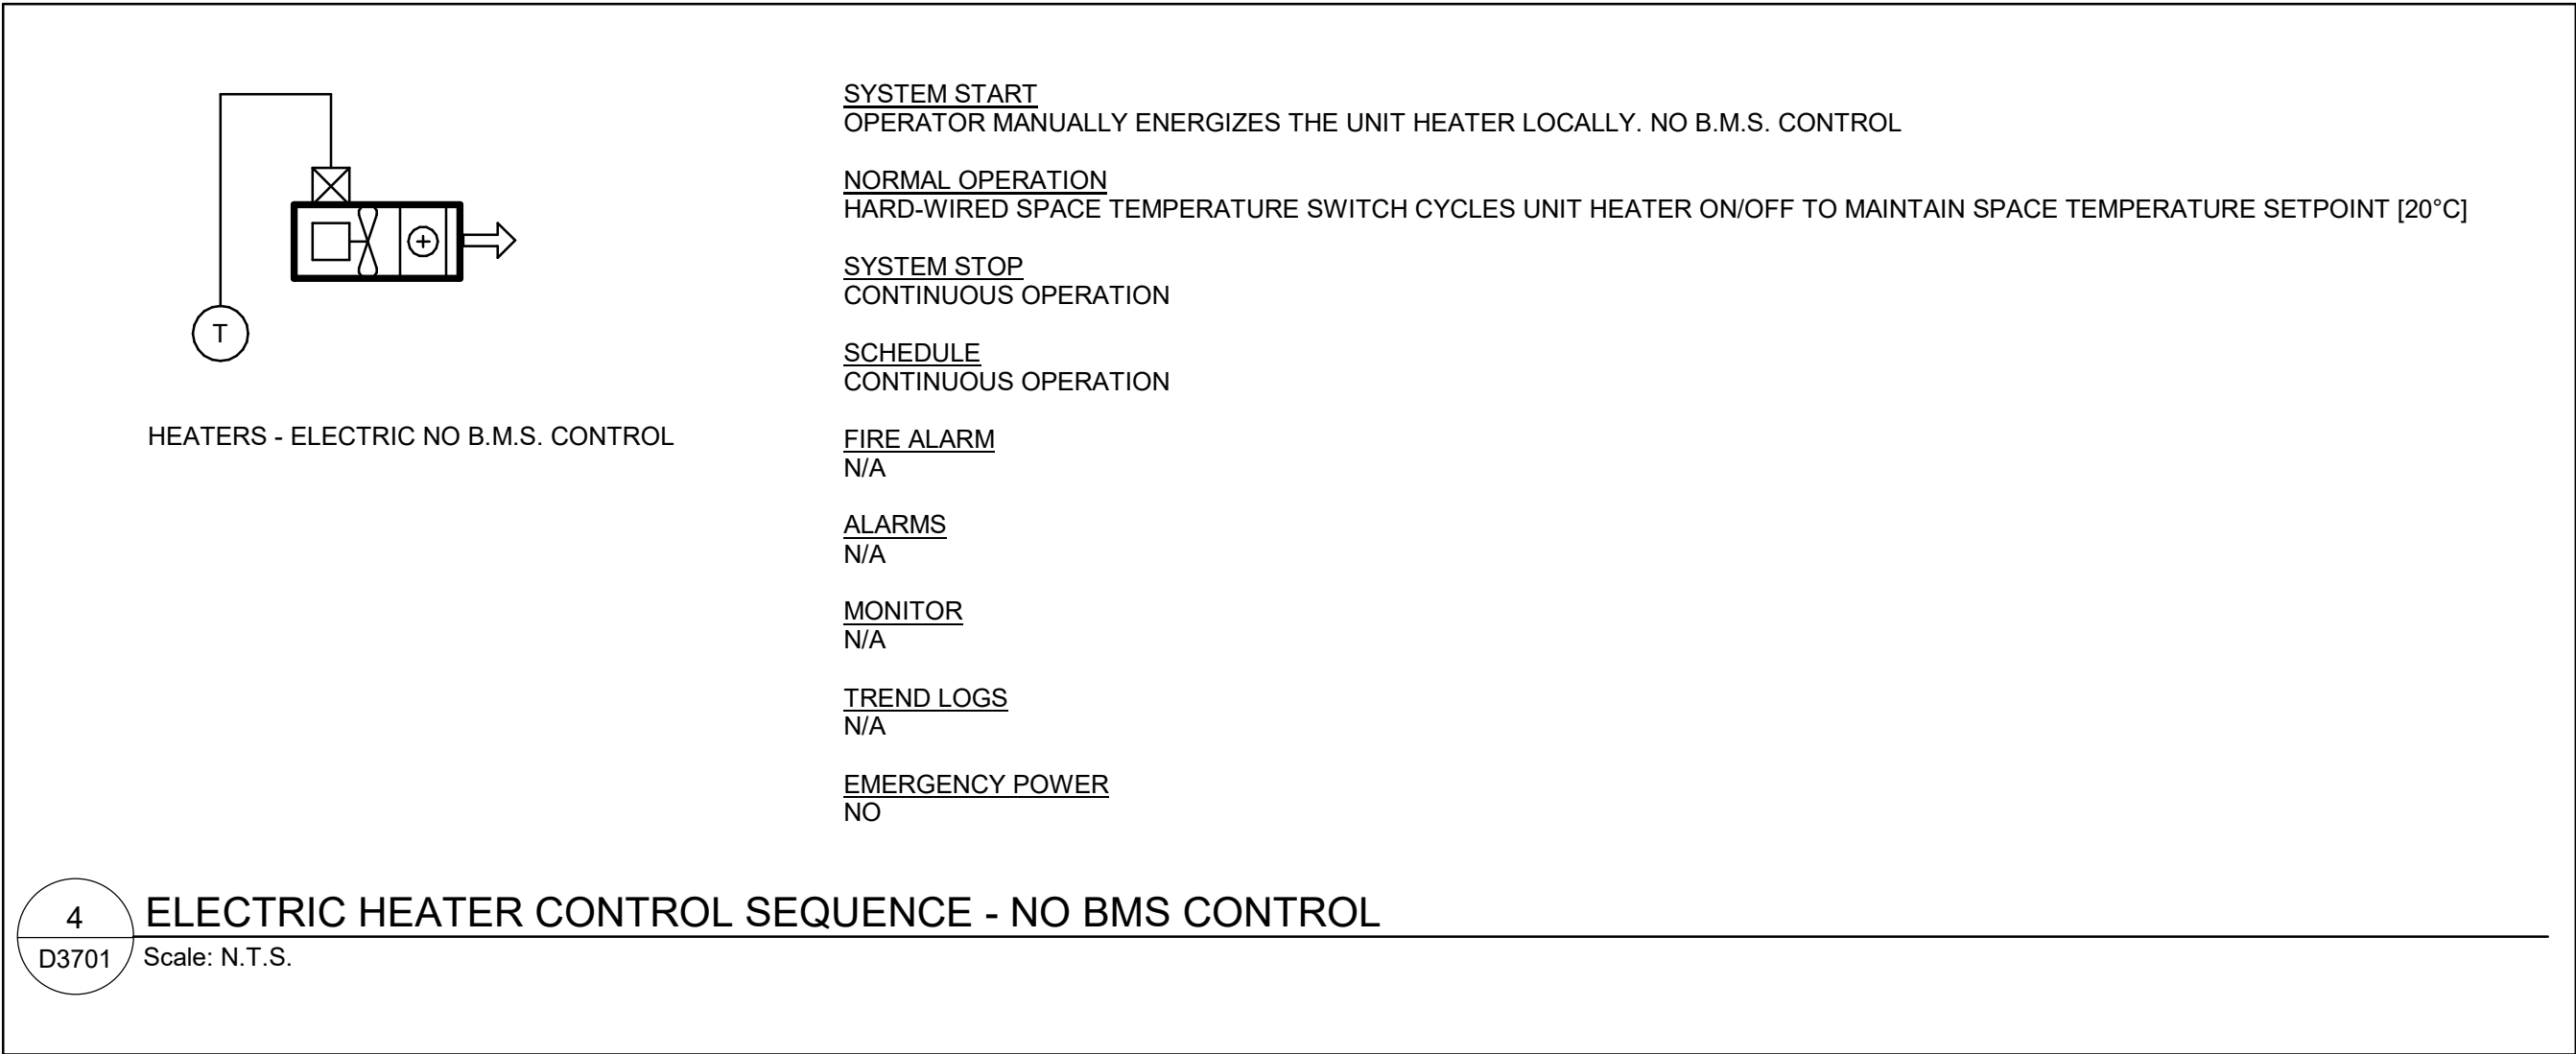 SYSTEM START
OPERATOR MANUALLY ENERGIZES THE UNIT HEATER LOCALLY. NO B.M.S. CONTROL
NORMAL OPERATION
HARD-WIRED SPACE TEMPERATURE SWITCH CYCLES UNIT HEATER ON/OFF TO MAINTAIN SPACE TEMPERATURE SETPOINT [20°C]
SYSTEM STOP
CONTINUOUS OPERATION
SCHEDULE
CONTINUOUS OPERATION
FIRE ALARM
N/A
ALARMS
N/A
MONITOR
N/A
TREND LOGS
N/A
EMERGENCY POWER
NO
T
HEATERS - ELECTRIC NO B.M.S. CONTROL
4
D3701
ELECTRIC HEATER CONTROL SEQUENCE - NO BMS CONTROL
Scale: N.T.S.